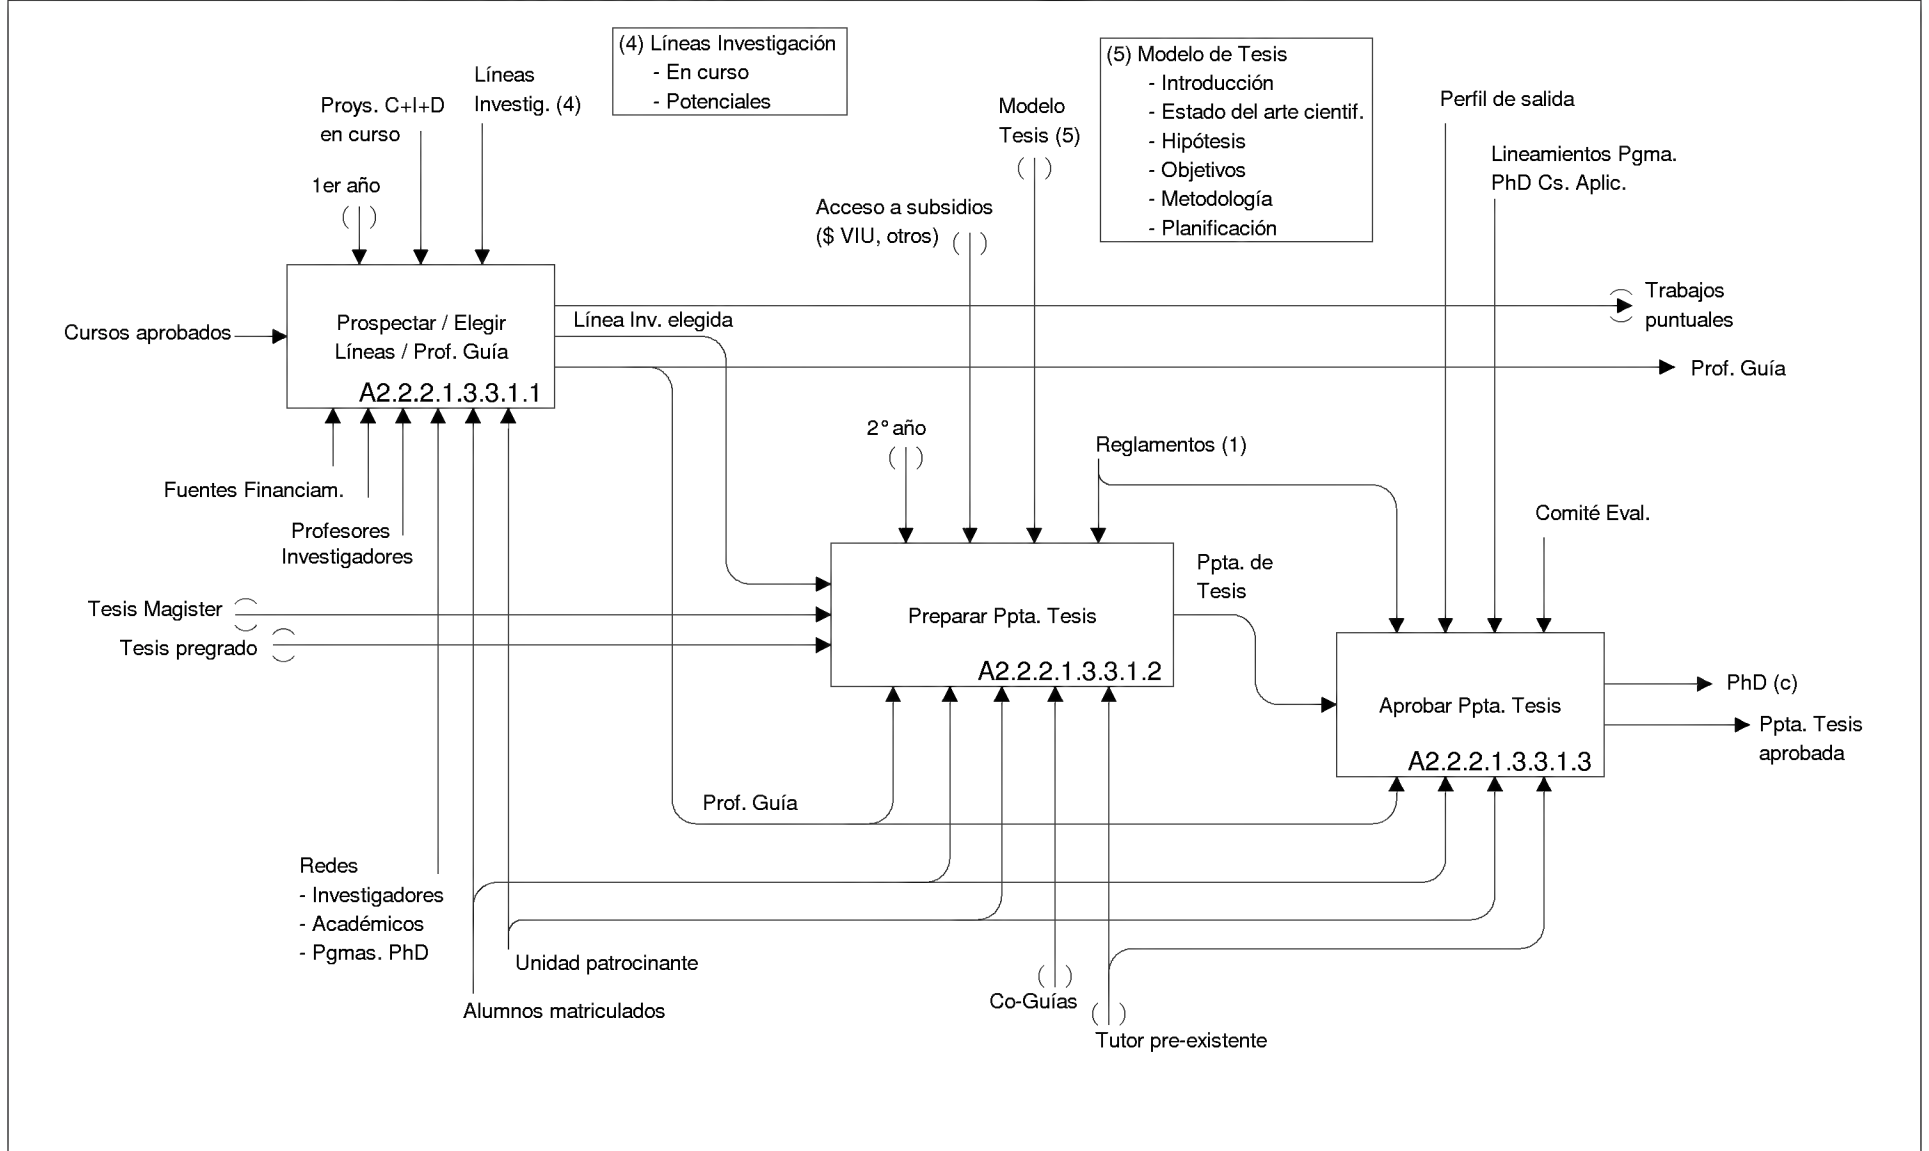 (4) Líneas Investigación
- En curso
- Potenciales
(5) Modelo de Tesis
- Introducción
- Estado del arte cientif.
- Hipótesis
- Objetivos
- Metodología
- Planificación
Líneas
Investig. (4)
Proys. C+I+D
en curso
1er año
Modelo
Tesis (5)
Acceso a subsidios
($ VIU, otros)
Perfil de salida
Lineamientos Pgma.
PhD Cs. Aplic.
Cursos aprobados
Prospectar / Elegir
Líneas / Prof. Guía
A2.2.2.1.3.3.1.1
Línea Inv. elegida
Trabajos
puntuales
Prof. Guía
2° año
Reglamentos (1)
Fuentes Financiam.
Profesores
Investigadores
Comité Eval.
Tesis Magister
Tesis pregrado
Preparar Ppta. Tesis
A2.2.2.1.3.3.1.2
Ppta. de
Tesis
Aprobar Ppta. Tesis
A2.2.2.1.3.3.1.3
PhD (c)
Ppta. Tesis
aprobada
Prof. Guía
Redes
- Investigadores
- Académicos
- Pgmas. PhD
Unidad patrocinante
Alumnos matriculados
Co-Guías
Tutor pre-existente